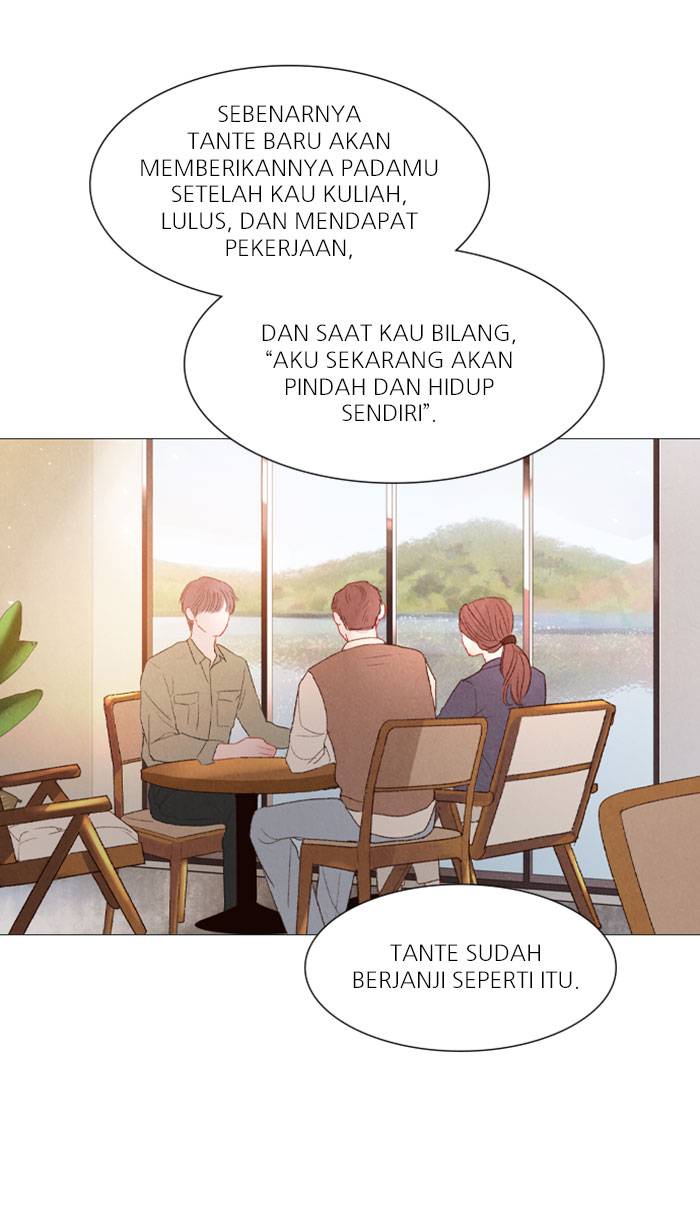 SEBENARNYA
TANTE BARU AKAN
MEMBERIKANNYA PADAMU
SETELAH KAU KULIAH,
LULUS, DAN MENDAPAT
PEKERJAAN,
DAN SAAT KAU BILANG,
“AKU SEKARANG AKAN
PINDAH DAN HIDUP
SENDIRI”.
TANTE SUDAH
BERJANJI SEPERTI ITU.